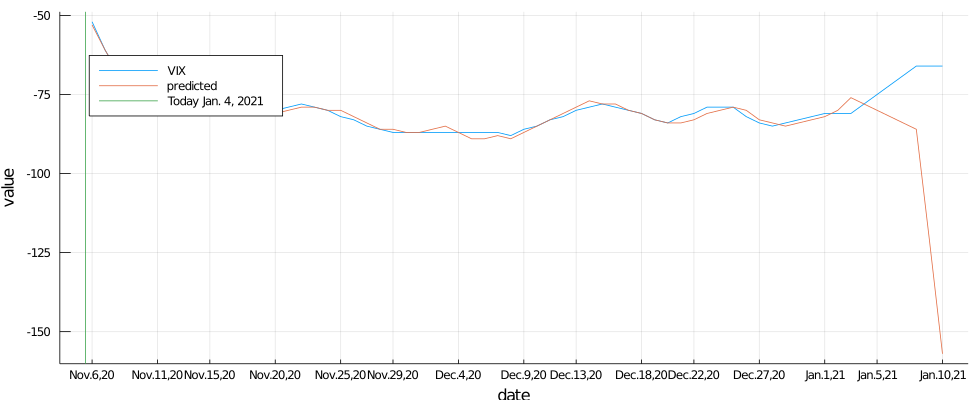 -50
VIX
predicted
Today Jan. 4, 2021
-75
-100
value
-125
-150
Nov.6,20 Nov.11,20 Nov.15,20 Nov.20,20 Nov.25,20 Nov.29,20 Dec.4,20 Dec.9,20 Dec.13,20 Dec.18,20 Dec.22,20 Dec.27,20 Jan.1,21 Jan.5,21 Jan.10,21
date